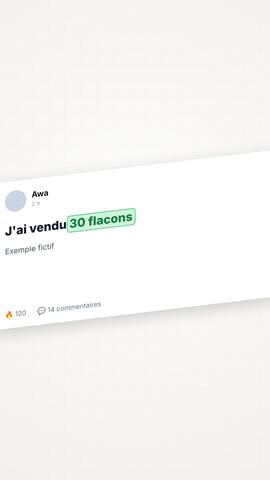 Awa
2 h
J'ai vendu 30 flacons
Exemple fictif
🔥 120 💬 14 commentaires